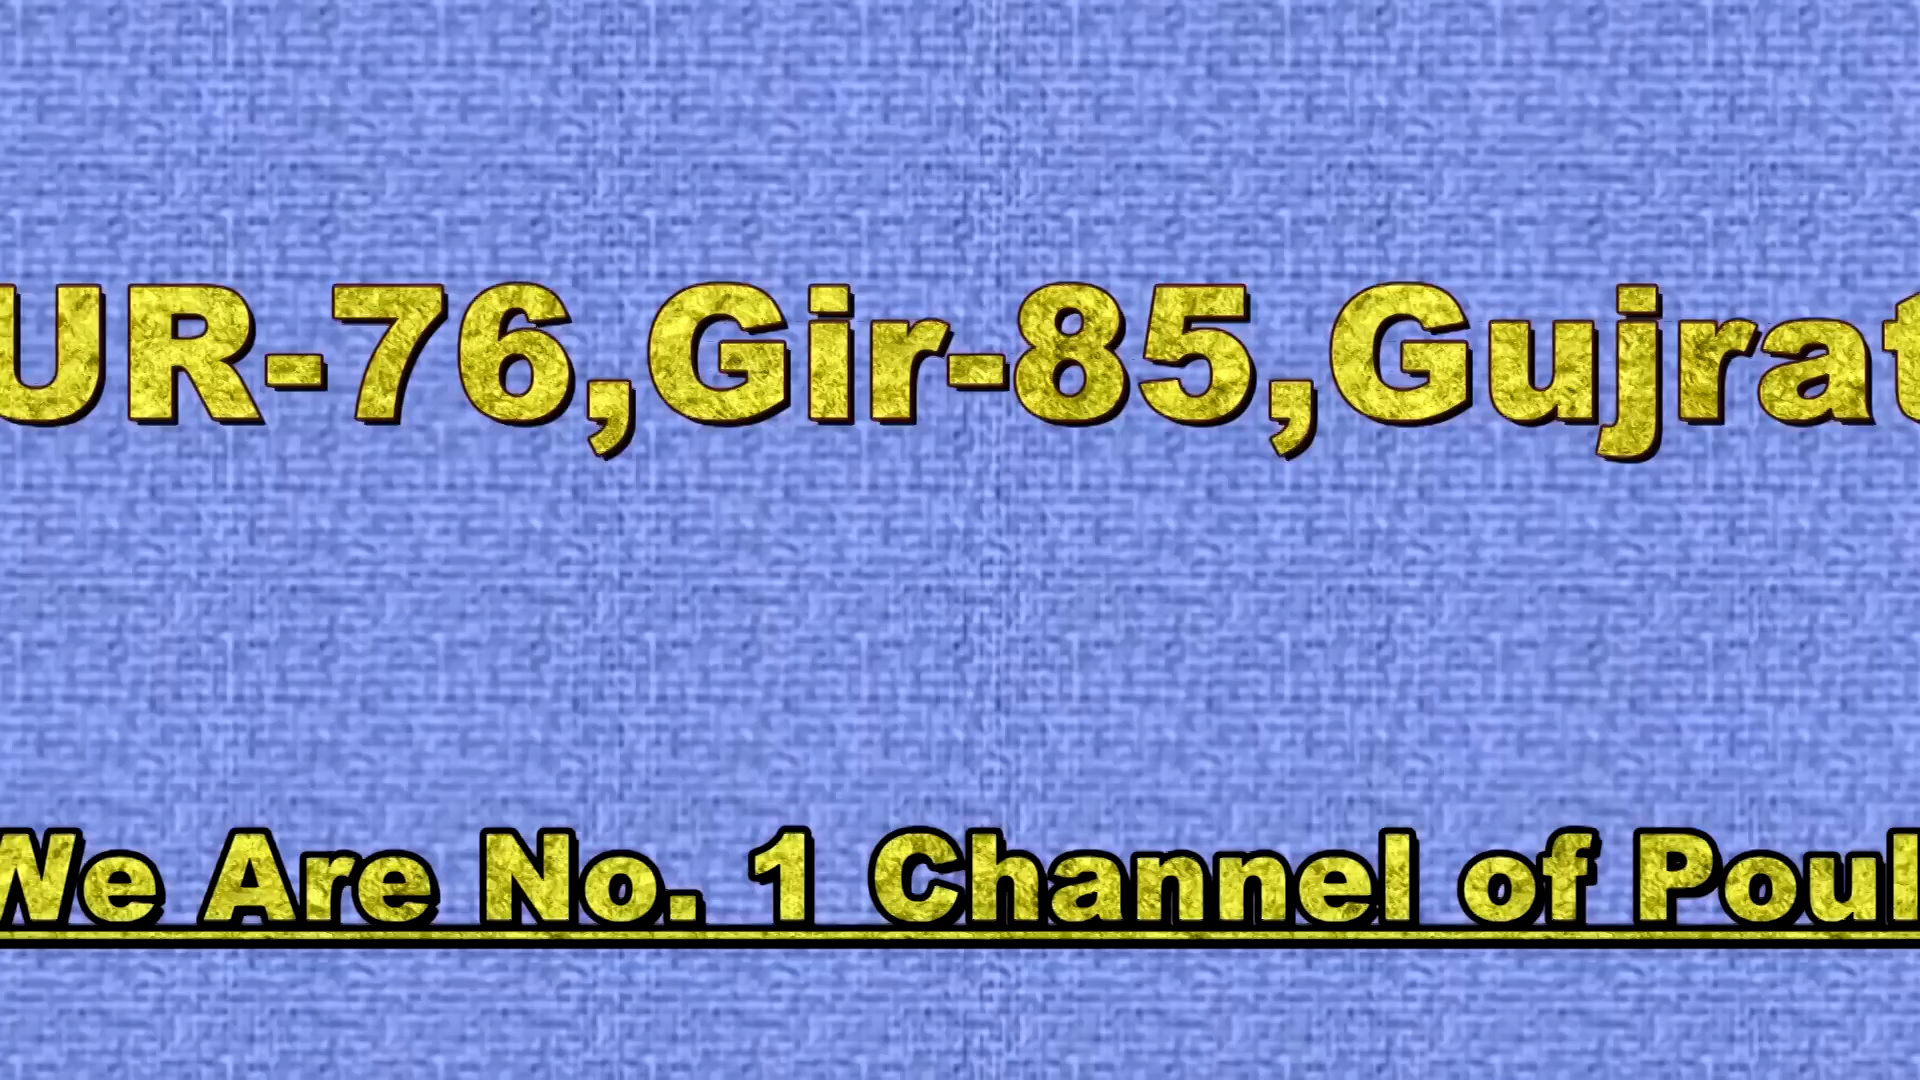 UR-76,Gir-85,Gujrat
We Are No. 1 Channel of Poul